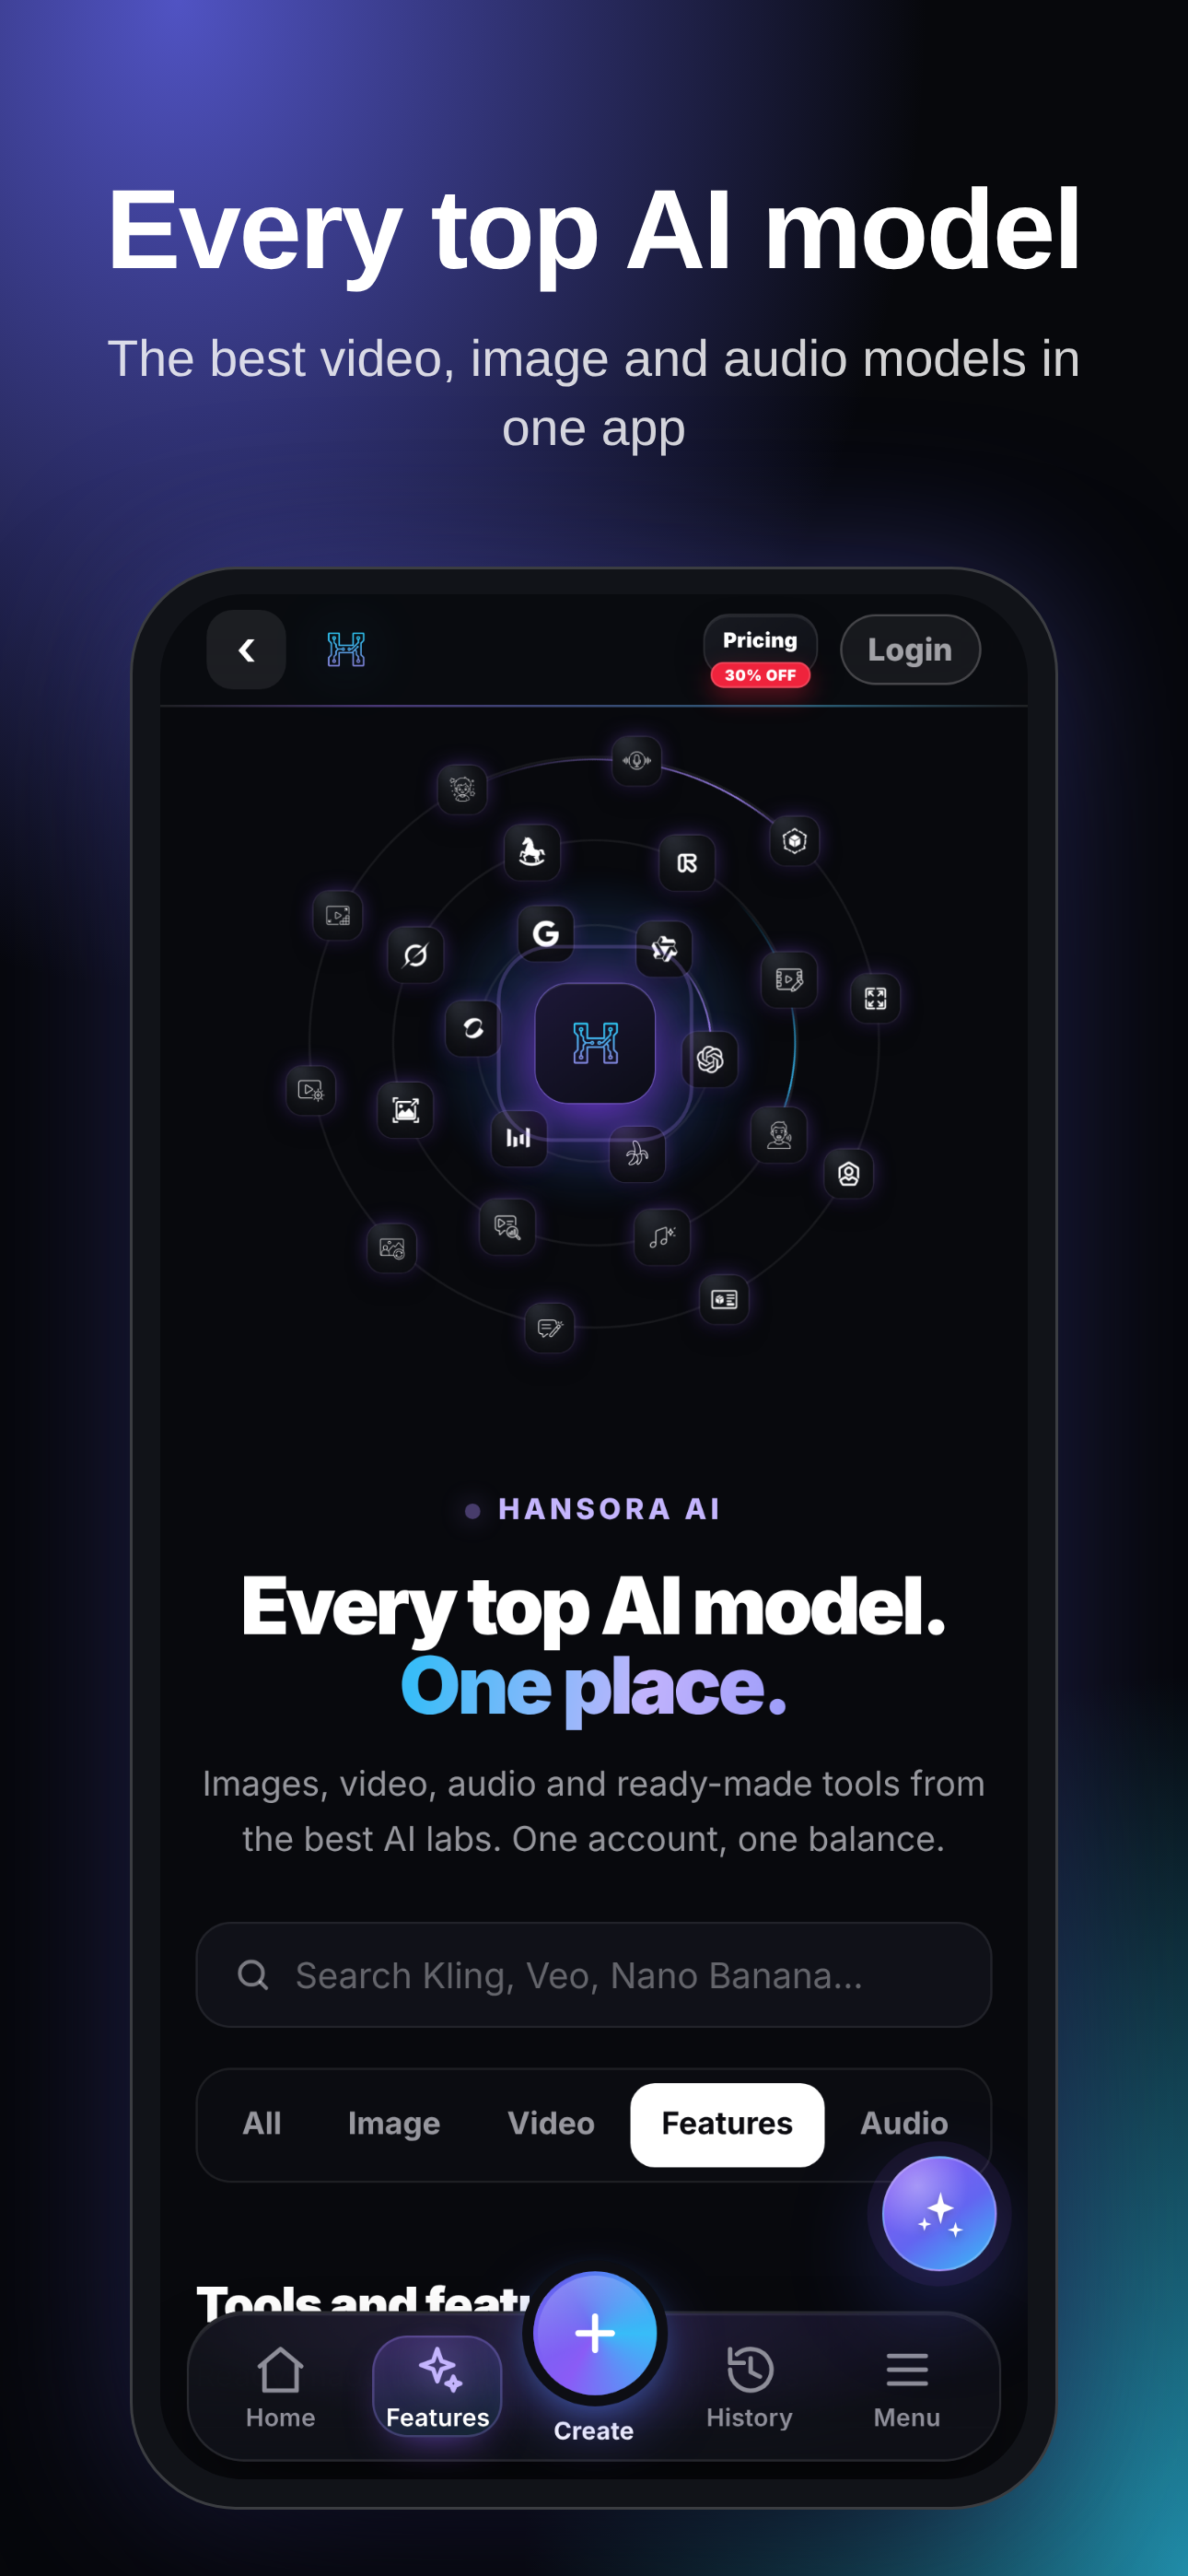 Every top AI model
The best video, image and audio models in
one app
Pricing
30% OFF
Login
HANSORA AI
Every top AI model.
One place.
Images, video, audio and ready-made tools from
the best AI labs. One account, one balance.
Search Kling, Veo, Nano Banana...
All Image Video Features Audio
Tools and featu
Home Features Create History Menu